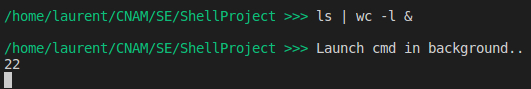 /home/laurent/CNAM/SE/ShellProject >>> ls | wc -l &
/home/laurent/CNAM/SE/ShellProject >>> Launch cmd in background..
22